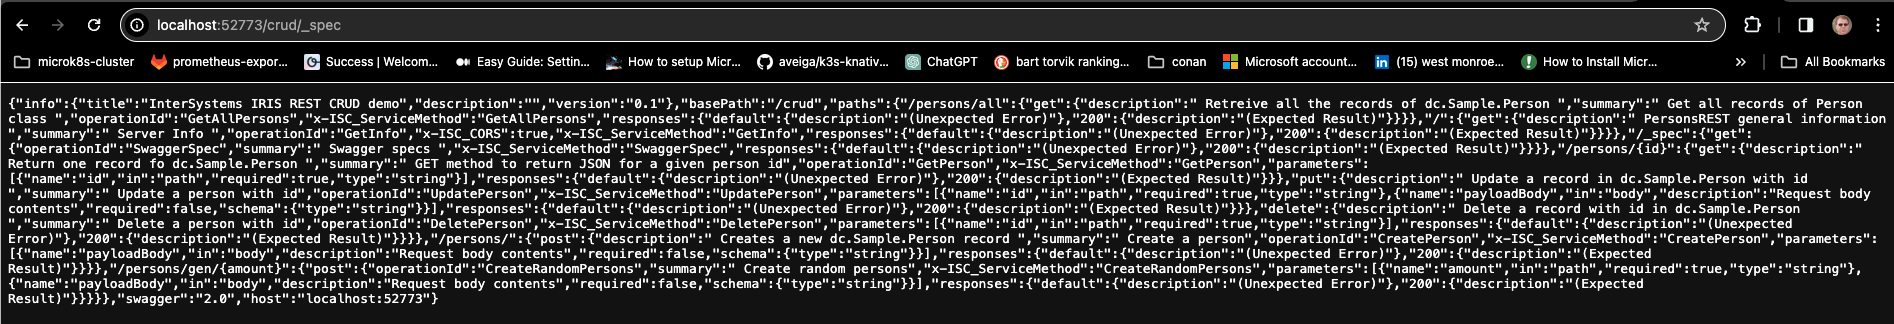 localhost:52773/crud/_spec
microk8s-cluster prometheus-expor... Success | Welcom... Easy Guide: Settin... How to setup Micr... aveiga/k3s-knativ... ChatGPT bart torvik ranking... conan Microsoft account... (15) west monroe... How to Install Micr... » All Bookmarks
{"info":{"title":"InterSystems IRIS REST CRUD demo","description":"","version":"0.1"},"basePath":"/crud","paths":{"/persons/all":{"get":{"description":" Retreive all the records of dc.Sample.Person ","summary":" Get all records of Person
class ","operationId":"GetAllPersons","x-ISC_ServiceMethod":"GetAllPersons","responses":{"default":{"description":"(Unexpected Error)"},"200":{"description":"(Expected Result)"}}}},"/":{"get":{"description":" PersonsREST general information
","summary":" Server Info ","operationId":"GetInfo","x-ISC_CORS":true,"x-ISC_ServiceMethod":"GetInfo","responses":{"default":{"description":"(Unexpected Error)"},"200":{"description":"(Expected Result)"}}}},"/_spec":{"get":
{"operationId":"SwaggerSpec","summary":" Swagger specs ","x-ISC_ServiceMethod":"SwaggerSpec","responses":{"default":{"description":"(Unexpected Error)"},"200":{"description":"(Expected Result)"}}}},"/persons/{id}":{"get":{"description":"
Return one record fo dc.Sample.Person ","summary":" GET method to return JSON for a given person id","operationId":"GetPerson","x-ISC_ServiceMethod":"GetPerson","parameters":
[{"name":"id","in":"path","required":true,"type":"string"}],"responses":{"default":{"description":"(Unexpected Error)"},"200":{"description":"(Expected Result)"}}},"put":{"description":" Update a record in dc.Sample.Person with id
","summary":" Update a person with id","operationId":"UpdatePerson","x-ISC_ServiceMethod":"UpdatePerson","parameters":[{"name":"id","in":"path","required":true,"type":"string"},{"name":"payloadBody","in":"body","description":"Request body
contents","required":false,"schema":{"type":"string"}}],"responses":{"default":{"description":"(Unexpected Error)"},"200":{"description":"(Expected Result)"}}},"delete":{"description":" Delete a record with id in dc.Sample.Person
","summary":" Delete a person with id","operationId":"DeletePerson","x-ISC_ServiceMethod":"DeletePerson","parameters":[{"name":"id","in":"path","required":true,"type":"string"}],"responses":{"default":{"description":"(Unexpected
Error)"},"200":{"description":"(Expected Result)"}}}},"/persons/":{"post":{"description":" Creates a new dc.Sample.Person record ","summary":" Create a person","operationId":"CreatePerson","x-ISC_ServiceMethod":"CreatePerson","parameters":
[{"name":"payloadBody","in":"body","description":"Request body contents","required":false,"schema":{"type":"string"}}],"responses":{"default":{"description":"(Unexpected Error)"},"200":{"description":"(Expected
Result)"}}}},"/persons/gen/{amount}":{"post":{"operationId":"CreateRandomPersons","summary":" Create random persons","x-ISC_ServiceMethod":"CreateRandomPersons","parameters":[{"name":"amount","in":"path","required":true,"type":"string"},
{"name":"payloadBody","in":"body","description":"Request body contents","required":false,"schema":{"type":"string"}}],"responses":{"default":{"description":"(Unexpected Error)"},"200":{"description":"(Expected
Result)"}}}}},"swagger":"2.0","host":"localhost:52773"}